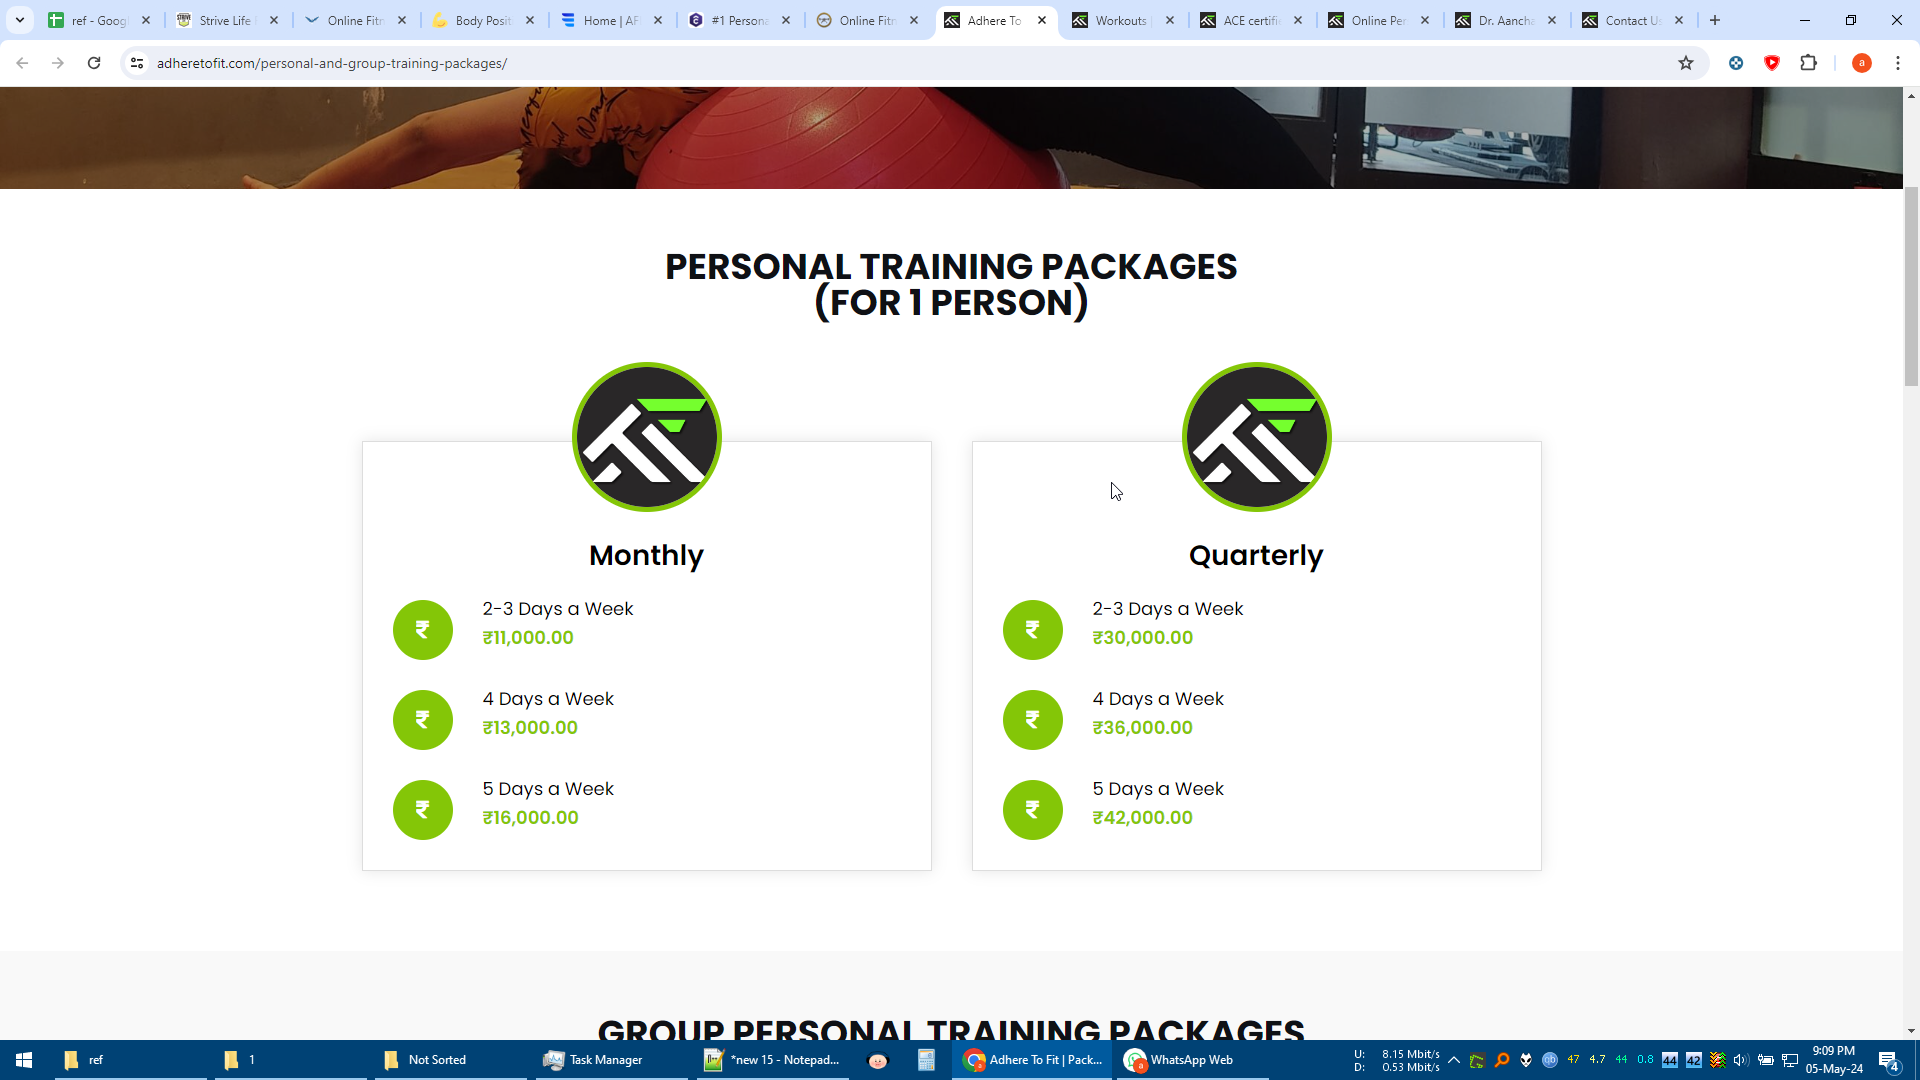 ref - Goog
Strive Life
Online Fitn
Body Posit
Home | AF
#1 Persona
Online Fitn
Adhere To
Workouts
ACE certifi
Online Per
Dr. Aancha
Contact Us
adheretofit.com/personal-and-group-training-packages/
a
PERSONAL TRAINING PACKAGES
(FOR 1 PERSON)
Monthly
2-3 Days a Week
₹11,000.00
4 Days a Week
₹13,000.00
5 Days a Week
₹16,000.00
Quarterly
2-3 Days a Week
₹30,000.00
4 Days a Week
₹36,000.00
5 Days a Week
₹42,000.00
GROUP PERSONAL TRAINING PACKAGES
ref
1
Not Sorted
Task Manager
*new 15 - Notepad...
Adhere To Fit | Pack...
WhatsApp Web
U: 8.15 Mbit/s
D: 0.53 Mbit/s
47 4.7 44 0.8 44 42
9:09 PM
05-May-24
4